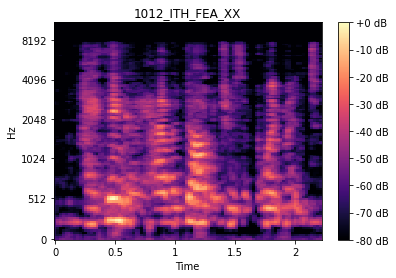 1012_ITH_FEA_XX
8192
4096
2048
1024
512
0
Hz
0
0.5
1
1.5
2
Time
+0 dB
-10 dB
-20 dB
-30 dB
-40 dB
-50 dB
-60 dB
-70 dB
-80 dB